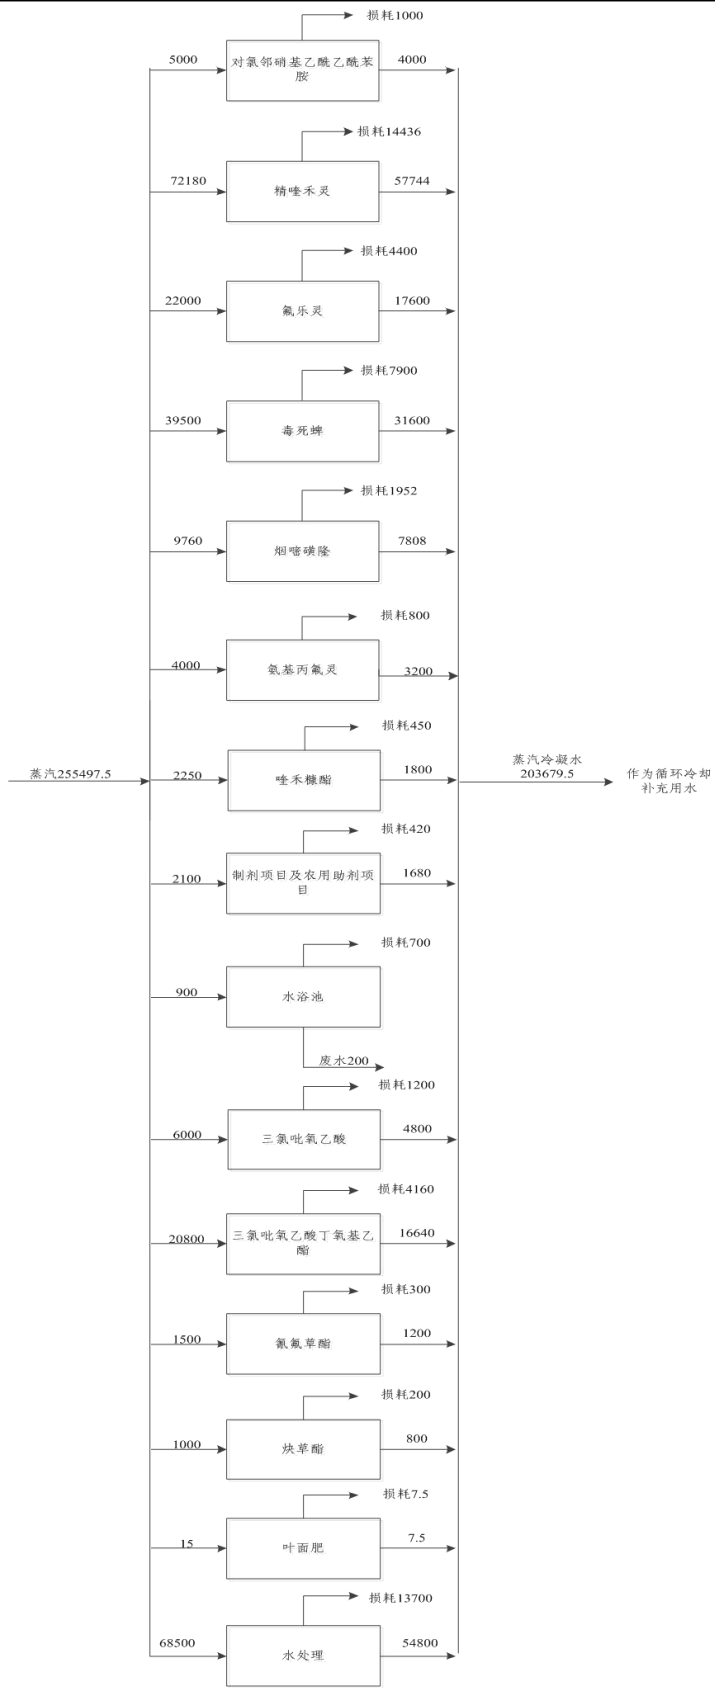 损耗1000
5000
对氯邻硝基乙酰乙酰苯
胺
4000
损耗14436
72180
精喹禾灵
57744
损耗4400
22000
氟乐灵
17600
损耗7900
39500
毒死蜱
31600
损耗1952
9760
烟嘧磺隆
7808
损耗800
4000
氨基丙氟灵
3200
损耗450
蒸汽255497.5
2250
喹禾糠酯
1800
蒸汽冷凝水
203679.5
作为循环冷却
补充用水
损耗420
2100
制剂项目及农用助剂项
目
1680
损耗700
900
水浴池
废水200
损耗1200
6000
三氯吡氧乙酸
4800
损耗4160
20800
三氯吡氧乙酸丁氧基乙
酯
16640
损耗300
1500
氰氟草酯
1200
损耗200
1000
炔草酯
800
损耗7.5
15
叶面肥
7.5
损耗13700
68500
水处理
54800